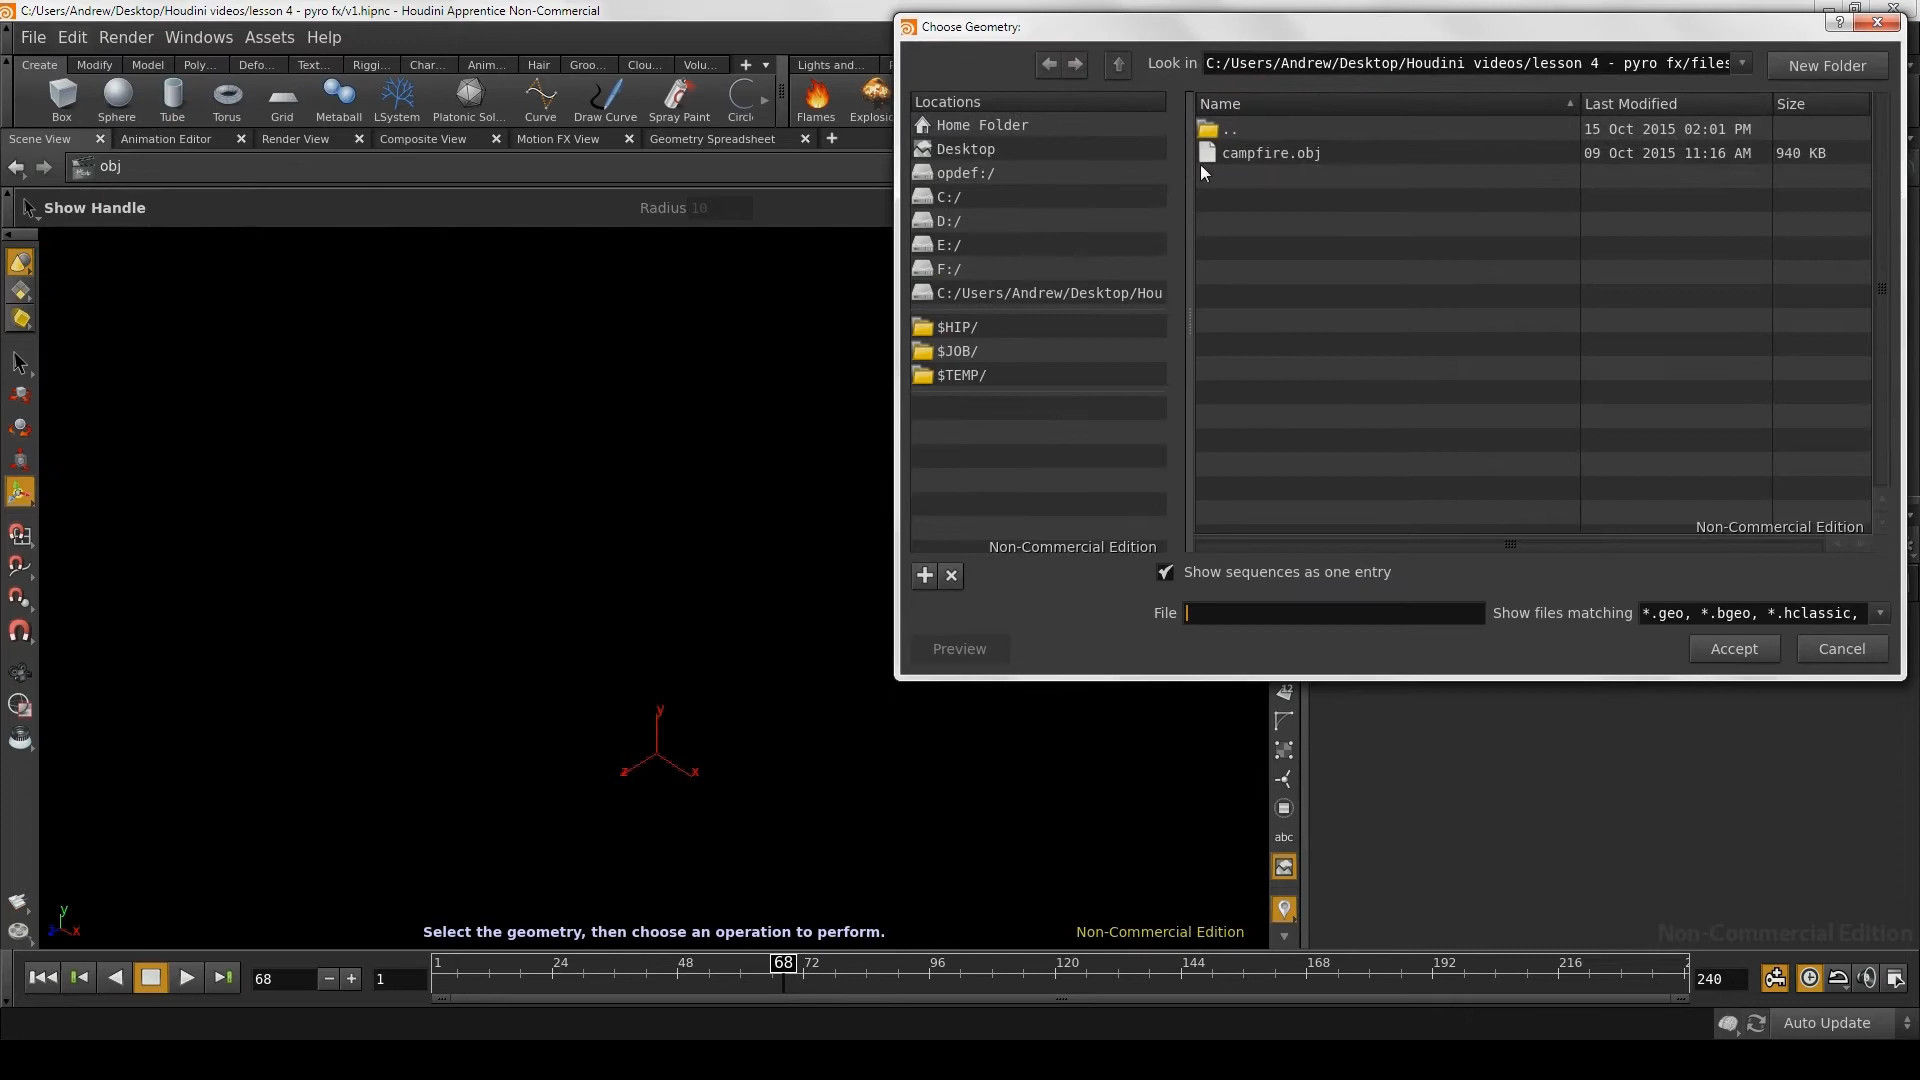 C:/Users/Andrew/Desktop/Houdini videos/lesson 4 - pyro fx/v1.hipnc - Houdini Apprentice Non-Commercial
File Edit Render Windows Assets Help
Create Modify Model Poly... Defo... Text... Riggi... Char... Anim... Hair Groo... Clou... Volu... Lights and...
Box Sphere Tube Torus Grid Metaball LSystem Platonic Sol... Curve Draw Curve Spray Paint Circl Flames Explosic
Scene View Animation Editor Render View Composite View Motion FX View Geometry Spreadsheet
obj
Show Handle Radius 10
Choose Geometry:
Look in C:/Users/Andrew/Desktop/Houdini videos/lesson 4 - pyro fx/files New Folder
Locations
Home Folder
Desktop
opdef:/
C:/
D:/
E:/
F:/
C:/Users/Andrew/Desktop/Hou
$HIP/
$JOB/
$TEMP/
Non-Commercial Edition
Name Last Modified Size
.. 15 Oct 2015 02:01 PM
campfire.obj 09 Oct 2015 11:16 AM 940 KB
Non-Commercial Edition
Show sequences as one entry
File Show files matching *.geo, *.bgeo, *.hclassic,
Preview Accept Cancel
12
abc
y
z x
y
z x
Select the geometry, then choose an operation to perform. Non-Commercial Edition
Non-Commercial Edition
68 1 1 24 48 68 72 96 120 144 168 192 216 2 240
Auto Update